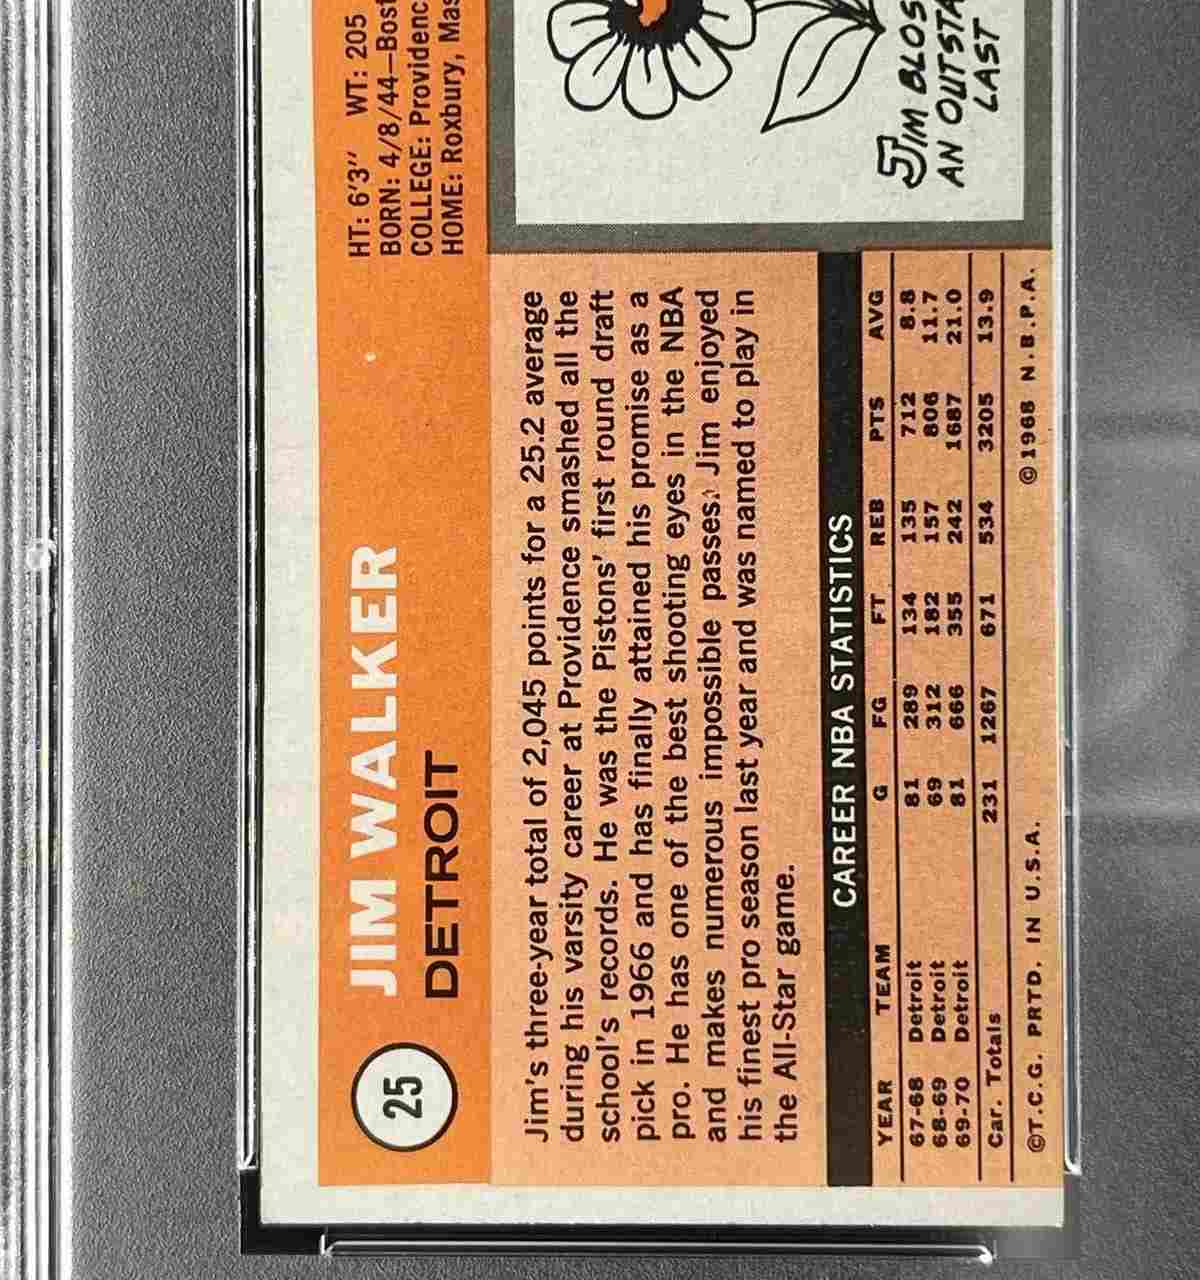 25
JIM WALKER
DETROIT
HT: 6'3" WT: 205
BORN: 4/8/44—Bost
COLLEGE: Providenc
HOME: Roxbury, Mas
Jim's three-year total of 2,045 points for a 25.2 average
during his varsity career at Providence smashed all the
school's records. He was the Pistons' first round draft
pick in 1966 and has finally attained his promise as a
pro. He has one of the best shooting eyes in the NBA
and makes numerous impossible passes. Jim enjoyed
his finest pro season last year and was named to play in
the All-Star game.
JIM BLOS
AN OUTSTA
LAST
CAREER NBA STATISTICS
YEAR TEAM G FG FT REB PTS AVG
67-68 Detroit 81 289 134 135 712 8.8
68-69 Detroit 69 312 182 157 806 11.7
69-70 Detroit 81 666 355 242 1687 21.0
Car. Totals 231 1267 671 534 3205 13.9
©T.C.G. PRTD. IN U.S.A. ©1968 N.B.P.A.